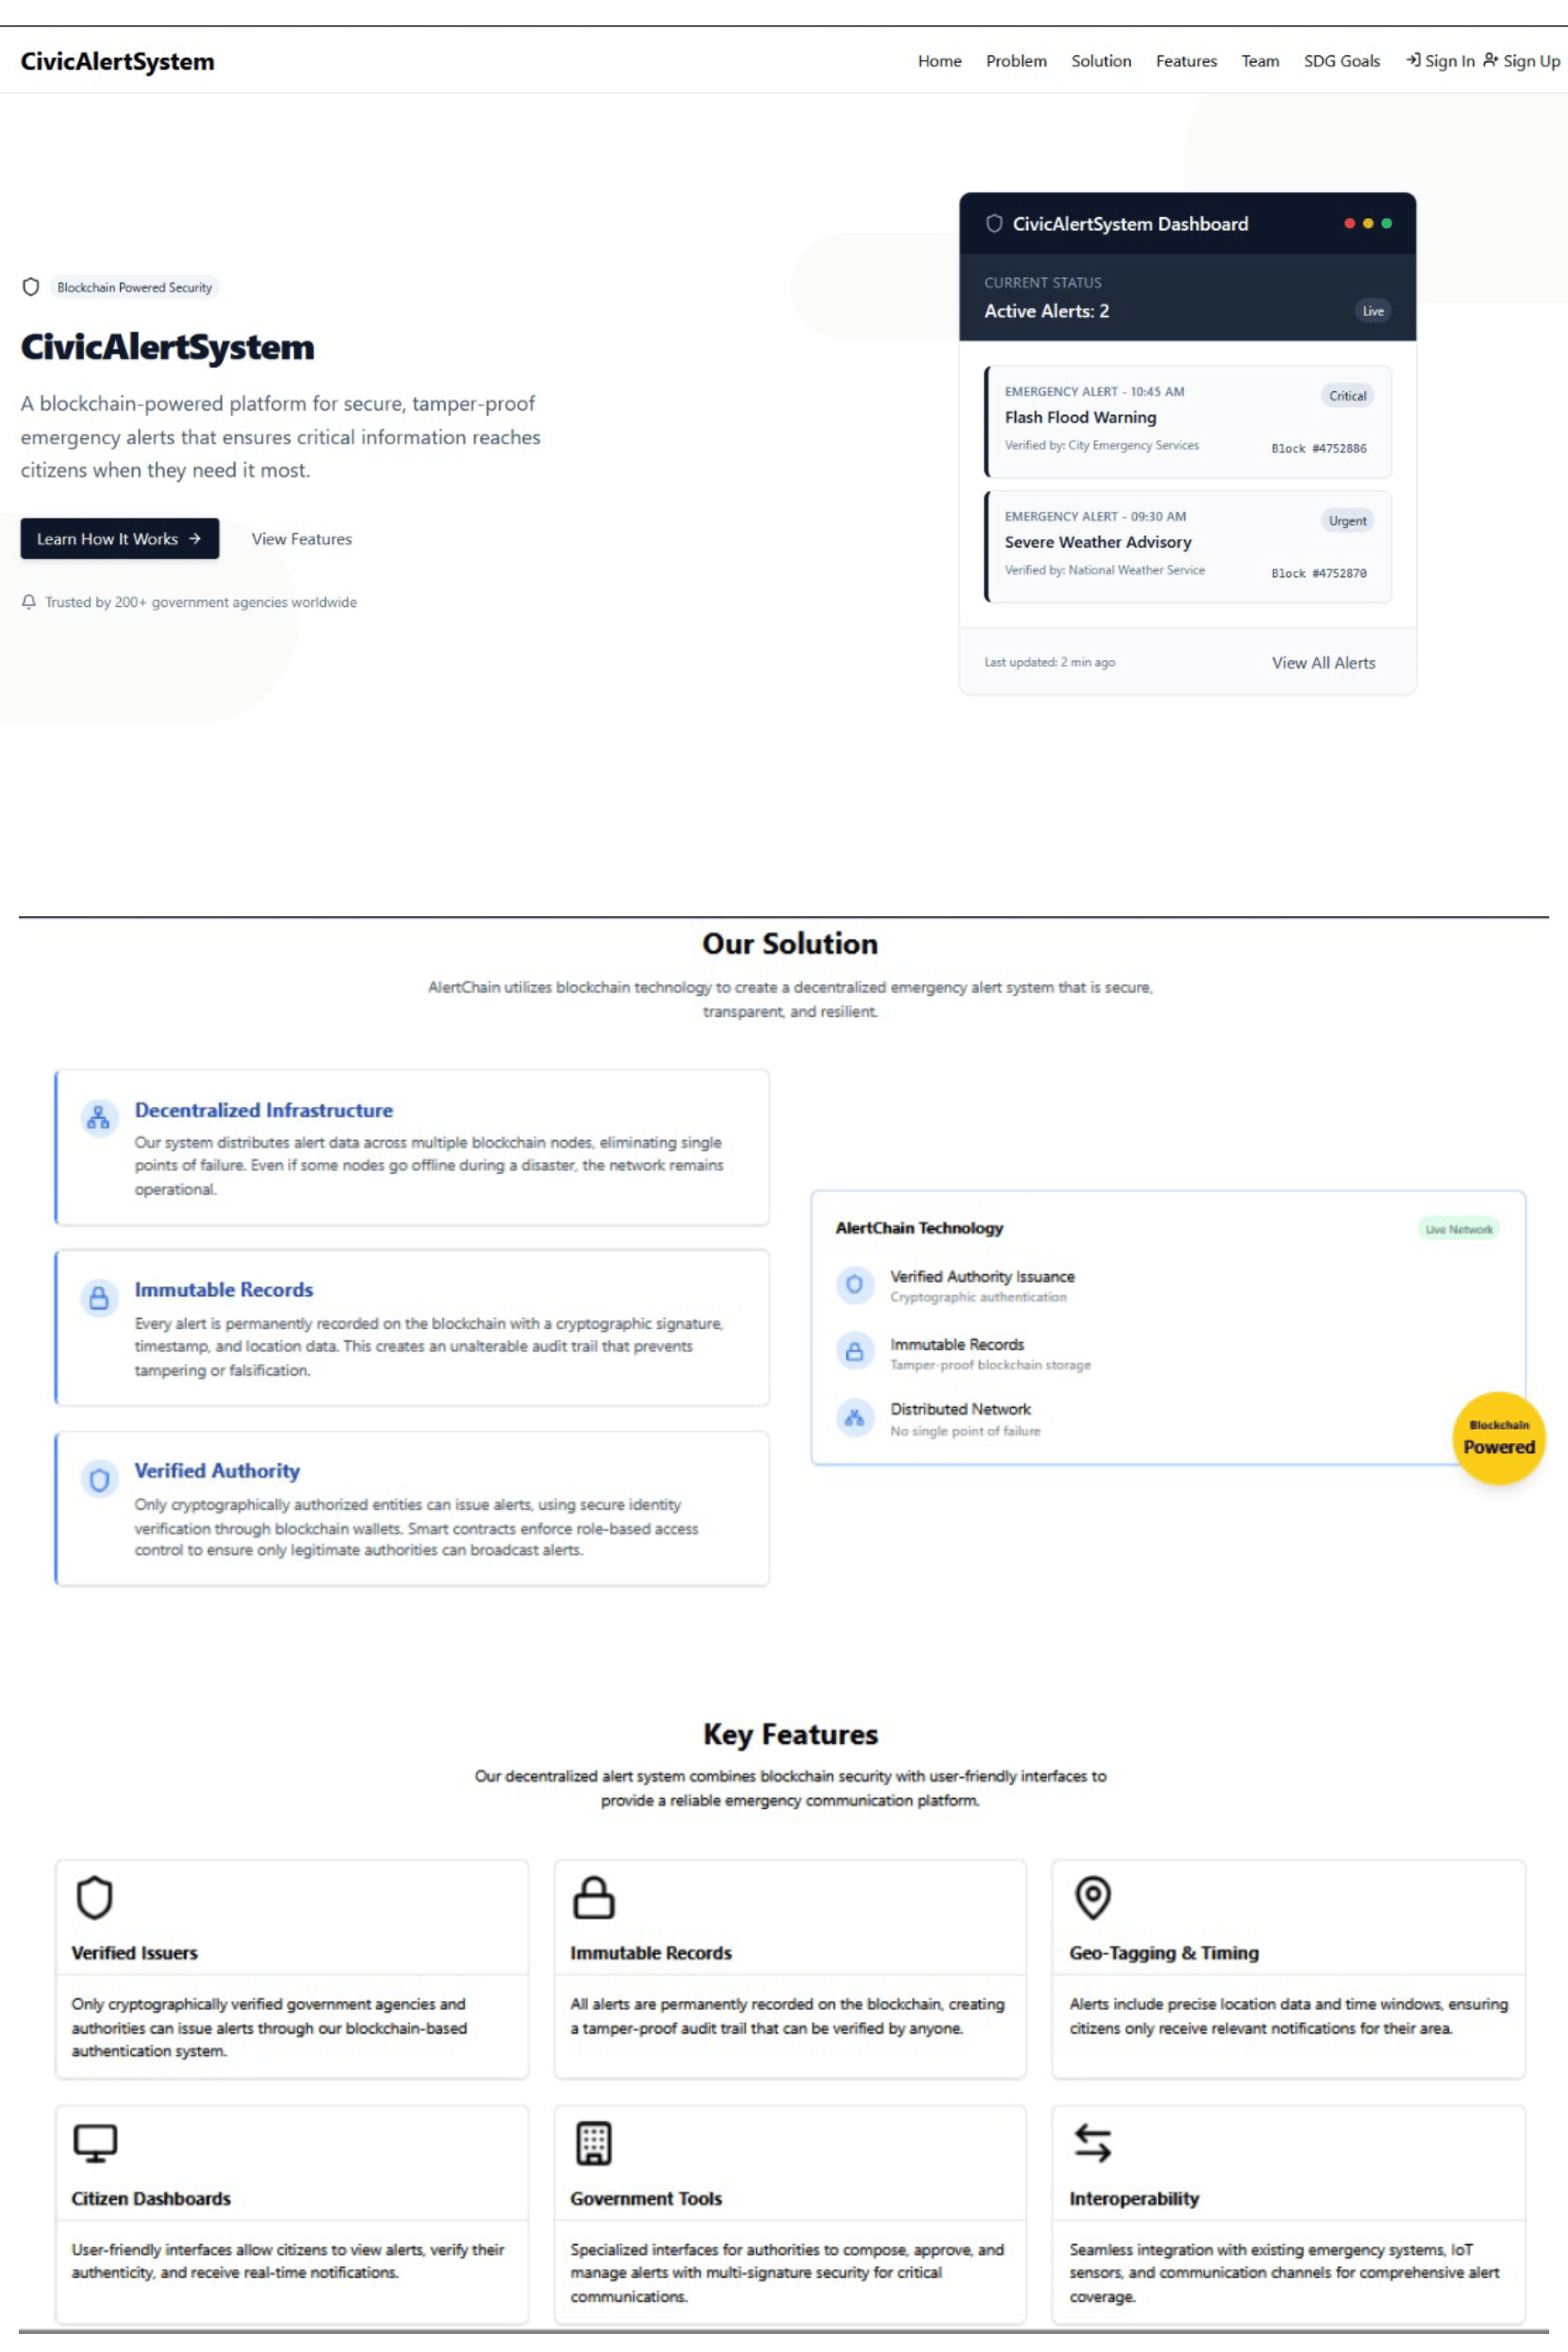 CivicAlertSystem
Home Problem Solution Features Team SDG Goals Sign In Sign Up
Blockchain Powered Security
CivicAlertSystem
A blockchain-powered platform for secure, tamper-proof
emergency alerts that ensures critical information reaches
citizens when they need it most.
Learn How It Works →
View Features
Trusted by 200+ government agencies worldwide
CivicAlertSystem Dashboard
CURRENT STATUS
Active Alerts: 2
Live
EMERGENCY ALERT - 10:45 AM
Critical
Flash Flood Warning
Verified by: City Emergency Services
Block #4752886
EMERGENCY ALERT - 09:30 AM
Urgent
Severe Weather Advisory
Verified by: National Weather Service
Block #4752870
Last updated: 2 min ago
View All Alerts
Our Solution
AlertChain utilizes blockchain technology to create a decentralized emergency alert system that is secure,
transparent, and resilient.
Decentralized Infrastructure
Our system distributes alert data across multiple blockchain nodes, eliminating single
points of failure. Even if some nodes go offline during a disaster, the network remains
operational.
Immutable Records
Every alert is permanently recorded on the blockchain with a cryptographic signature,
timestamp, and location data. This creates an unalterable audit trail that prevents
tampering or falsification.
Verified Authority
Only cryptographically authorized entities can issue alerts, using secure identity
verification through blockchain wallets. Smart contracts enforce role-based access
control to ensure only legitimate authorities can broadcast alerts.
AlertChain Technology
Live Network
Verified Authority Issuance
Cryptographic authentication
Immutable Records
Tamper-proof blockchain storage
Distributed Network
No single point of failure
Blockchain
Powered
Key Features
Our decentralized alert system combines blockchain security with user-friendly interfaces to
provide a reliable emergency communication platform.
Verified Issuers
Only cryptographically verified government agencies and
authorities can issue alerts through our blockchain-based
authentication system.
Immutable Records
All alerts are permanently recorded on the blockchain, creating
a tamper-proof audit trail that can be verified by anyone.
Geo-Tagging & Timing
Alerts include precise location data and time windows, ensuring
citizens only receive relevant notifications for their area.
Citizen Dashboards
User-friendly interfaces allow citizens to view alerts, verify their
authenticity, and receive real-time notifications.
Government Tools
Specialized interfaces for authorities to compose, approve, and
manage alerts with multi-signature security for critical
communications.
Interoperability
Seamless integration with existing emergency systems, IoT
sensors, and communication channels for comprehensive alert
coverage.